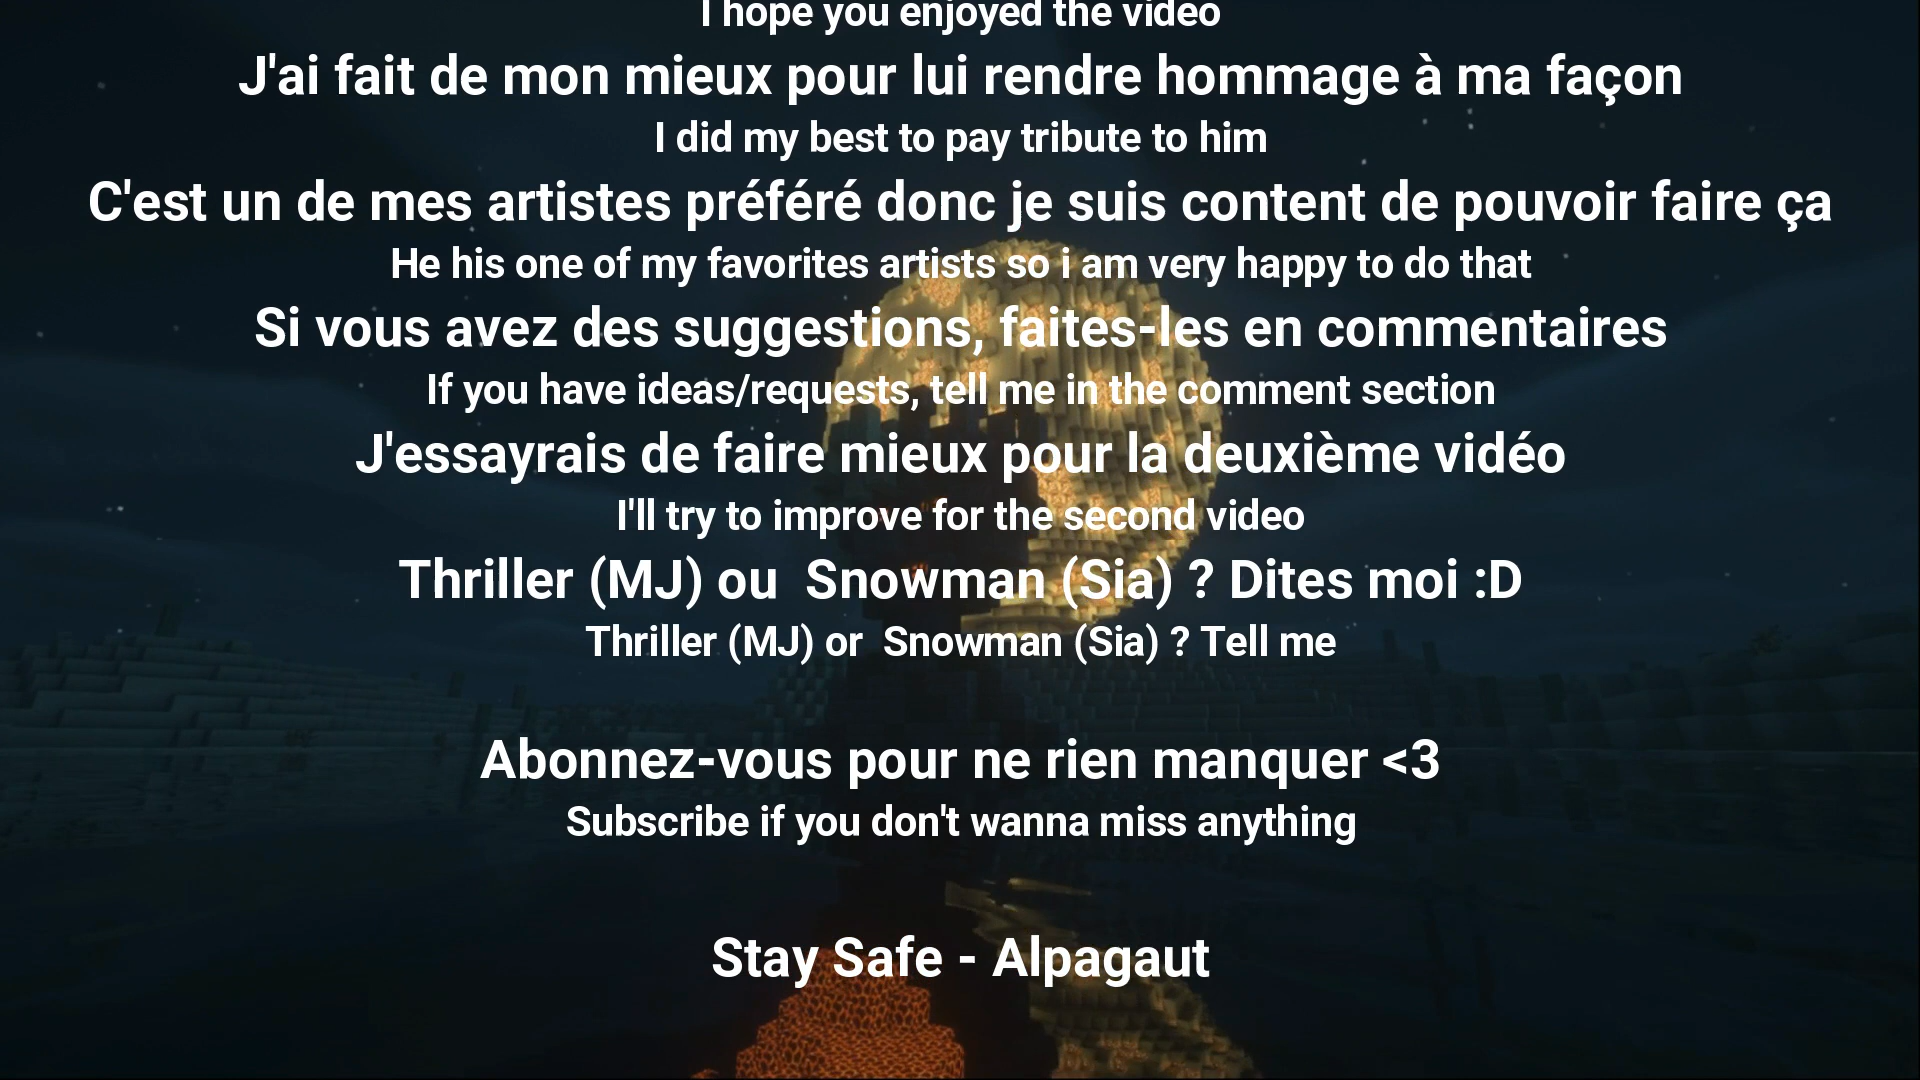 I hope you enjoyed the video
J'ai fait de mon mieux pour lui rendre hommage à ma façon
I did my best to pay tribute to him
C'est un de mes artistes préféré donc je suis content de pouvoir faire ça
He his one of my favorites artists so i am very happy to do that
Si vous avez des suggestions, faites-les en commentaires
If you have ideas/requests, tell me in the comment section
J'essayrais de faire mieux pour la deuxième vidéo
I'll try to improve for the second video
Thriller (MJ) ou  Snowman (Sia) ? Dites moi :D
Thriller (MJ) or  Snowman (Sia) ? Tell me
Abonnez-vous pour ne rien manquer <3
Subscribe if you don't wanna miss anything
Stay Safe - Alpagaut